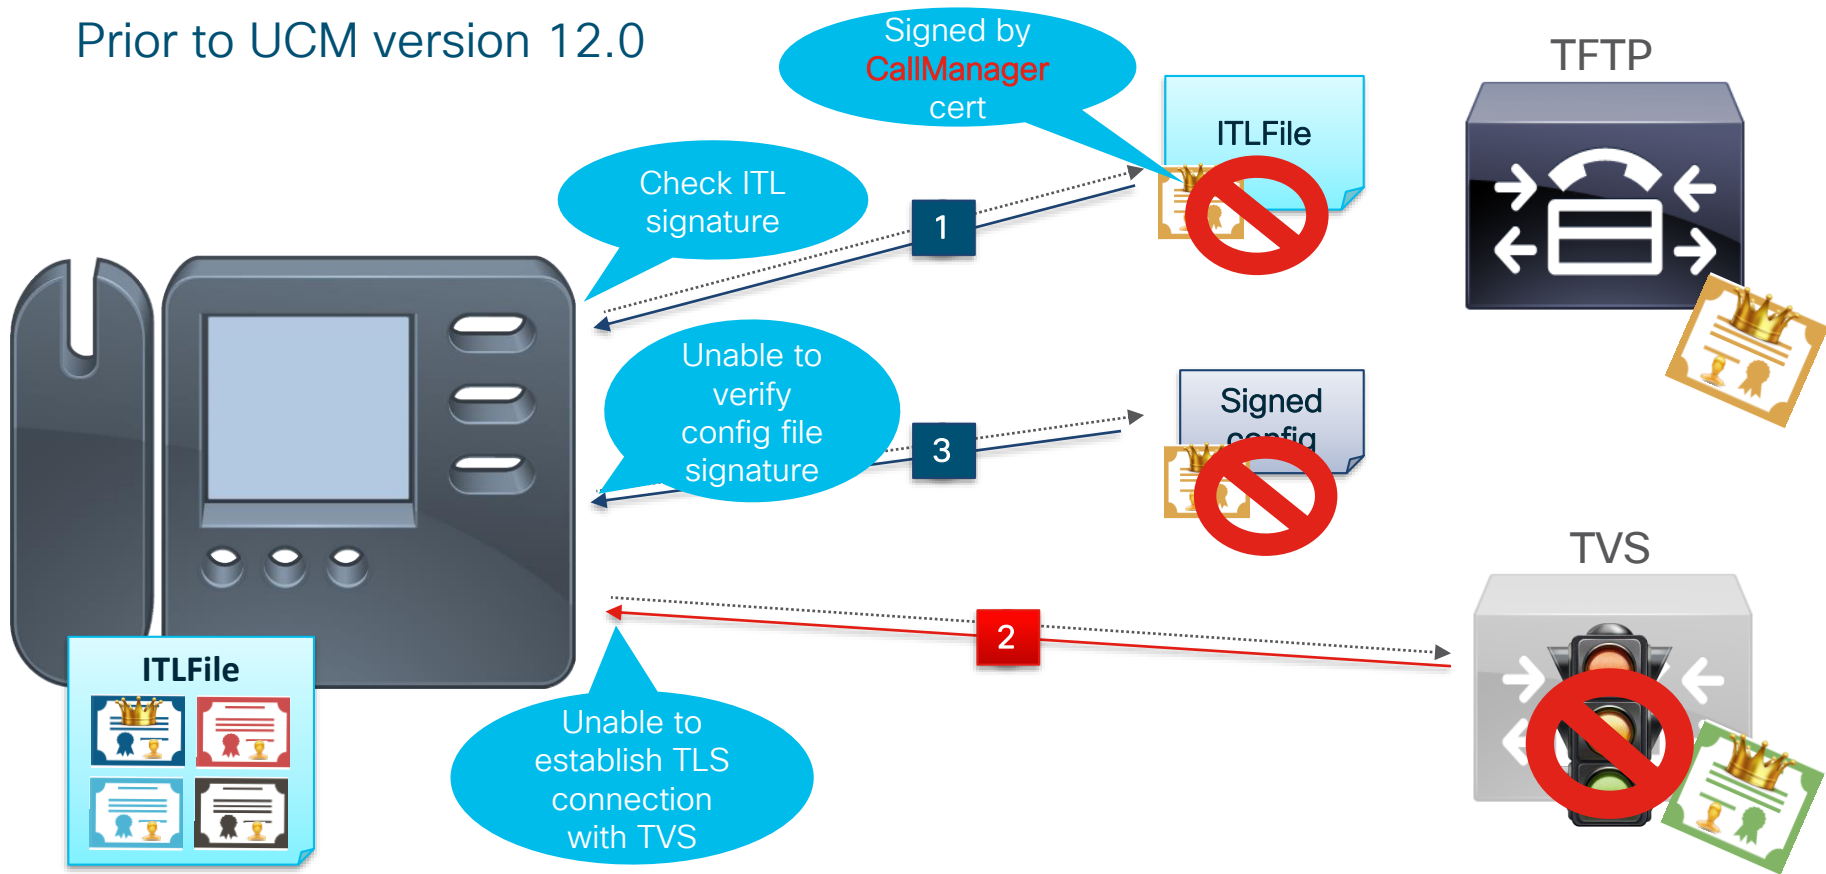 Prior to UCM version 12.0
Signed by
CallManager
cert
TFTP
ITLFile
Check ITL
signature
1
Unable to
verify
config file
signature
Signed
config
3
TVS
2
ITLFile
Unable to
establish TLS
connection
with TVS